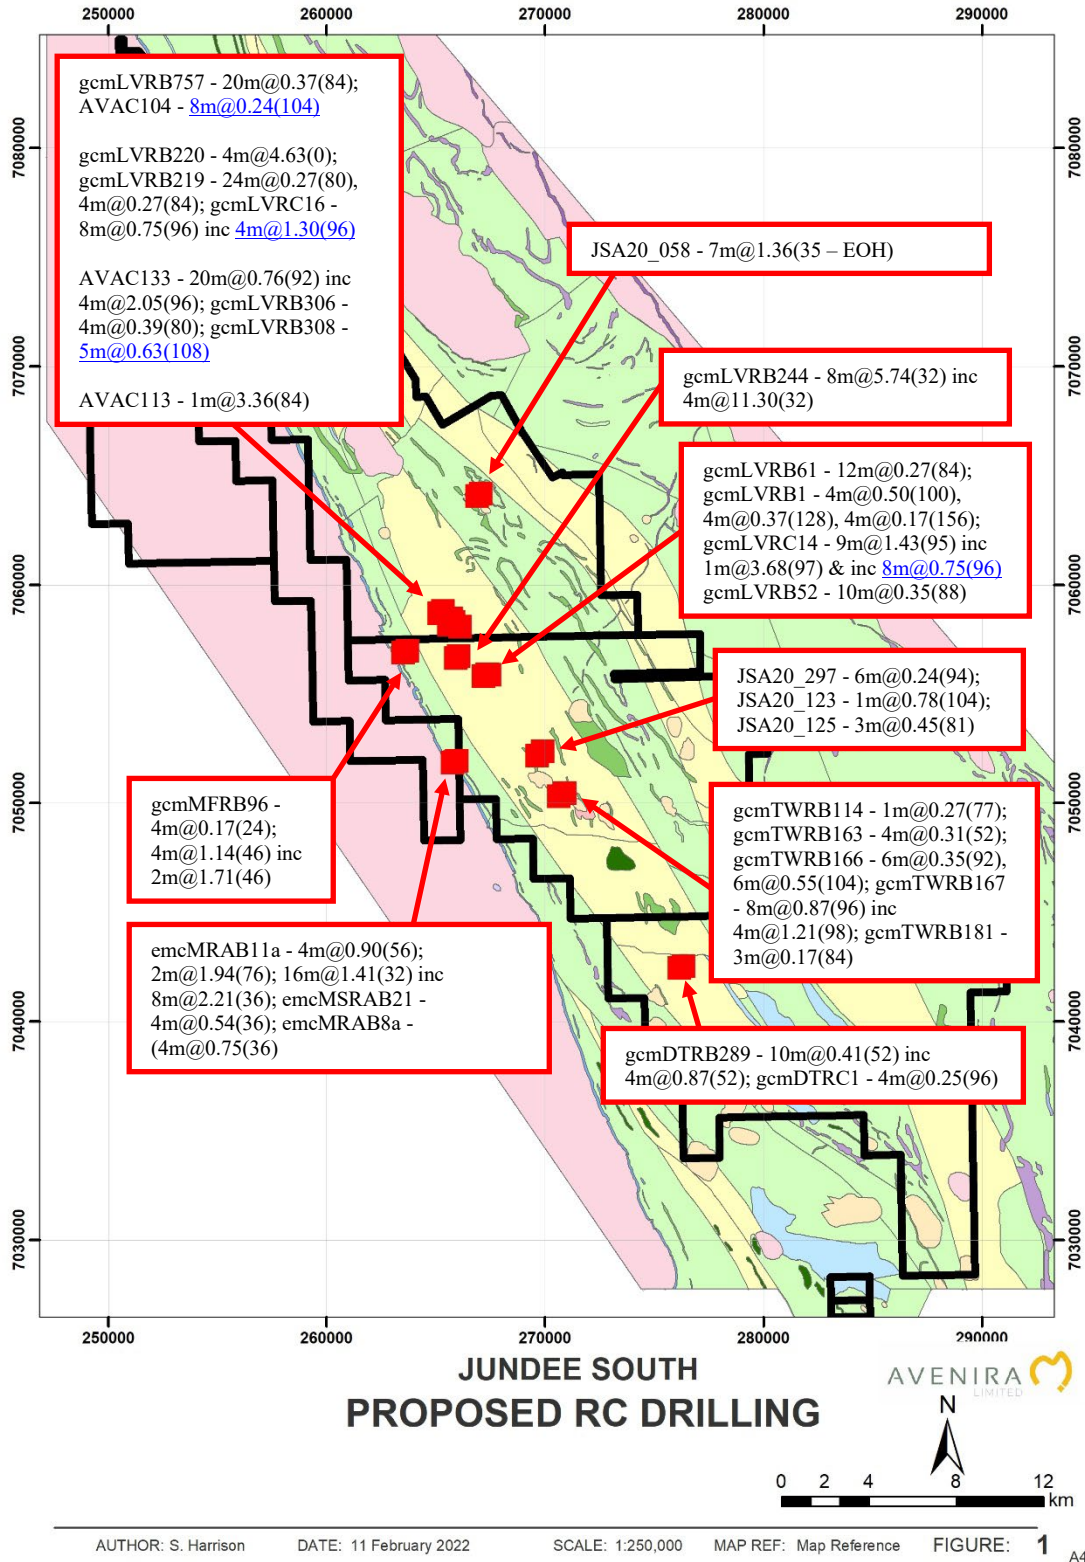 250000 260000 270000 280000 290000
7080000
7070000
7060000
7050000
7040000
7030000
gcmLVRB757 - 20m@0.37(84);
AVAC104 - 8m@0.24(104)
gcmLVRB220 - 4m@4.63(0);
gcmLVRB219 - 24m@0.27(80),
4m@0.27(84); gcmLVRC16 -
8m@0.75(96) inc 4m@1.30(96)
AVAC133 - 20m@0.76(92) inc
4m@2.05(96); gcmLVRB306 -
4m@0.39(80); gcmLVRB308 -
5m@0.63(108)
AVAC113 - 1m@3.36(84)
JSA20_058 - 7m@1.36(35 – EOH)
gcmLVRB244 - 8m@5.74(32) inc
4m@11.30(32)
gcmLVRB61 - 12m@0.27(84);
gcmLVRB1 - 4m@0.50(100),
4m@0.37(128), 4m@0.17(156);
gcmLVRC14 - 9m@1.43(95) inc
1m@3.68(97) & inc 8m@0.75(96)
gcmLVRB52 - 10m@0.35(88)
JSA20_297 - 6m@0.24(94);
JSA20_123 - 1m@0.78(104);
JSA20_125 - 3m@0.45(81)
gcmMFRB96 -
4m@0.17(24);
4m@1.14(46) inc
2m@1.71(46)
gcmTWRB114 - 1m@0.27(77);
gcmTWRB163 - 4m@0.31(52);
gcmTWRB166 - 6m@0.35(92),
6m@0.55(104); gcmTWRB167
- 8m@0.87(96) inc
4m@1.21(98); gcmTWRB181 -
3m@0.17(84)
emcMRAB11a - 4m@0.90(56);
2m@1.94(76); 16m@1.41(32) inc
8m@2.21(36); emcMSRAB21 -
4m@0.54(36); emcMRAB8a -
(4m@0.75(36)
gcmDTRB289 - 10m@0.41(52) inc
4m@0.87(52); gcmDTRC1 - 4m@0.25(96)
7080000
7070000
7060000
7050000
7040000
7030000
250000 260000 270000 280000 290000
JUNDEE SOUTH
PROPOSED RC DRILLING
AVENIRA
LIMITED
N
0 2 4 8 12
km
AUTHOR: S. Harrison DATE: 11 February 2022 SCALE: 1:250,000 MAP REF: Map Reference FIGURE: 1
A4